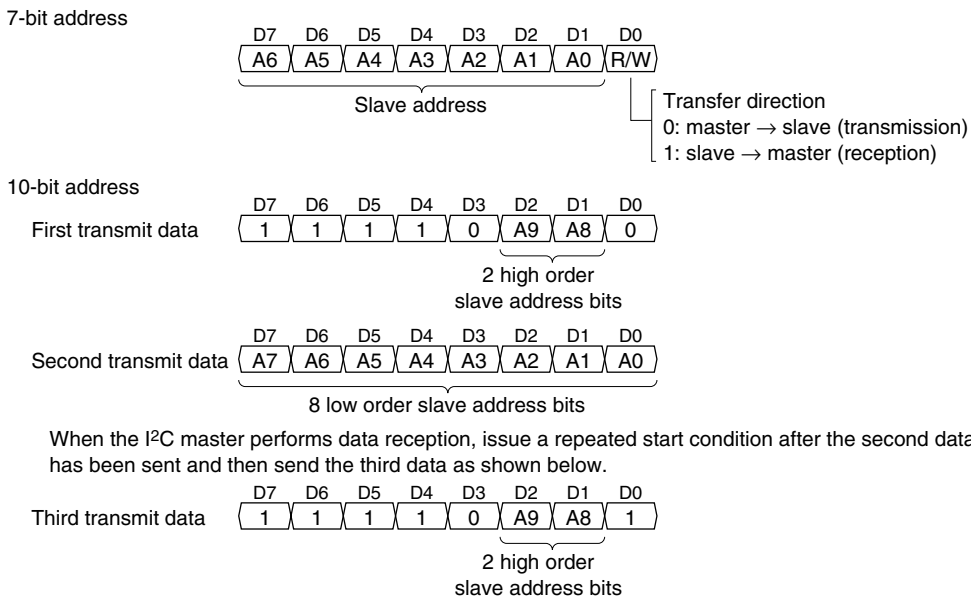 7-bit address
D7 D6 D5 D4 D3 D2 D1 D0
A6 A5 A4 A3 A2 A1 A0 R/W
Slave address
Transfer direction
0: master → slave (transmission)
1: slave → master (reception)
10-bit address
D7 D6 D5 D4 D3 D2 D1 D0
First transmit data 1 1 1 1 0 A9 A8 0
2 high order
slave address bits
D7 D6 D5 D4 D3 D2 D1 D0
Second transmit data A7 A6 A5 A4 A3 A2 A1 A0
8 low order slave address bits
When the I²C master performs data reception, issue a repeated start condition after the second data
has been sent and then send the third data as shown below.
D7 D6 D5 D4 D3 D2 D1 D0
Third transmit data 1 1 1 1 0 A9 A8 1
2 high order
slave address bits